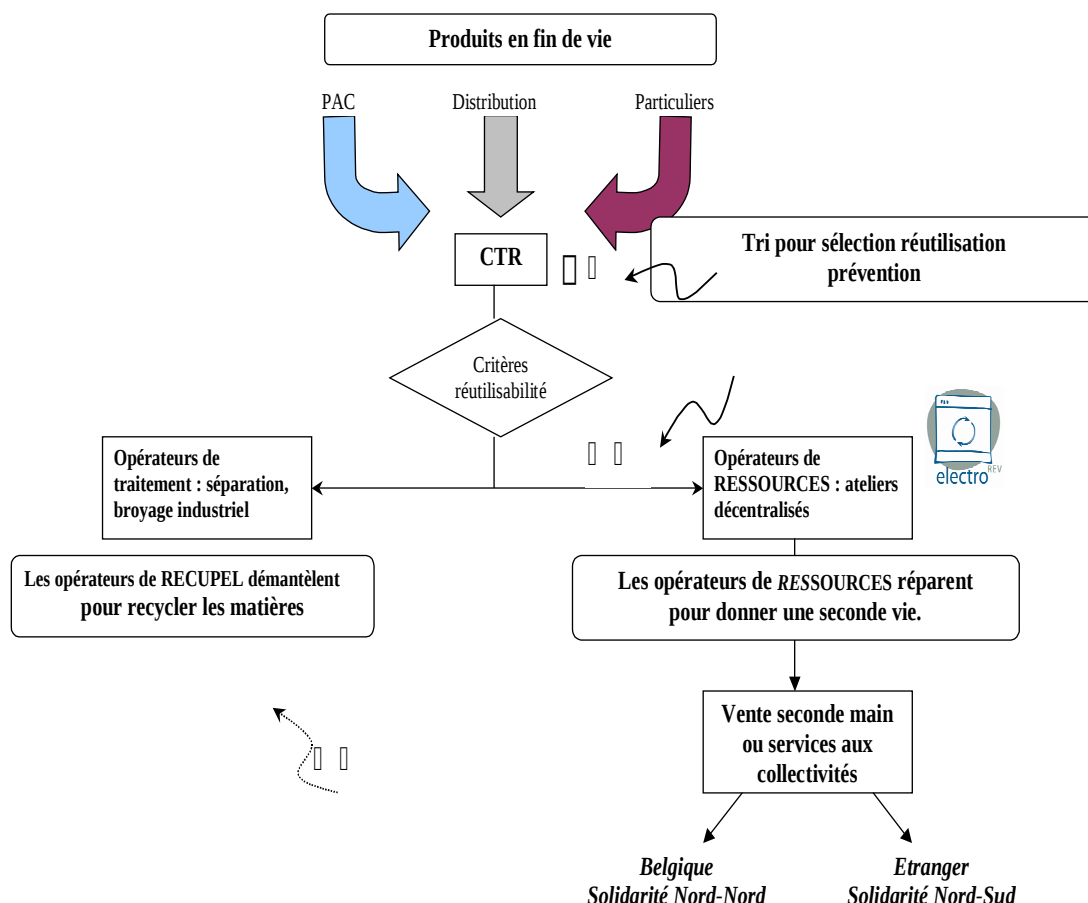 Produits en fin de vie
PAC
Distribution
Particuliers
CTR
Tri pour sélection réutilisation
prévention
Critères
réutilisabilité
Opérateurs de
traitement : séparation,
broyage industriel
Opérateurs de
RESSOURCES : ateliers
décentralisés
electro
REV
Les opérateurs de RECUPEL démantèlent
pour recycler les matières
Les opérateurs de RESSOURCES réparent
pour donner une seconde vie.
Vente seconde main
ou services aux
collectivités
Belgique
Solidarité Nord-Nord
Etranger
Solidarité Nord-Sud